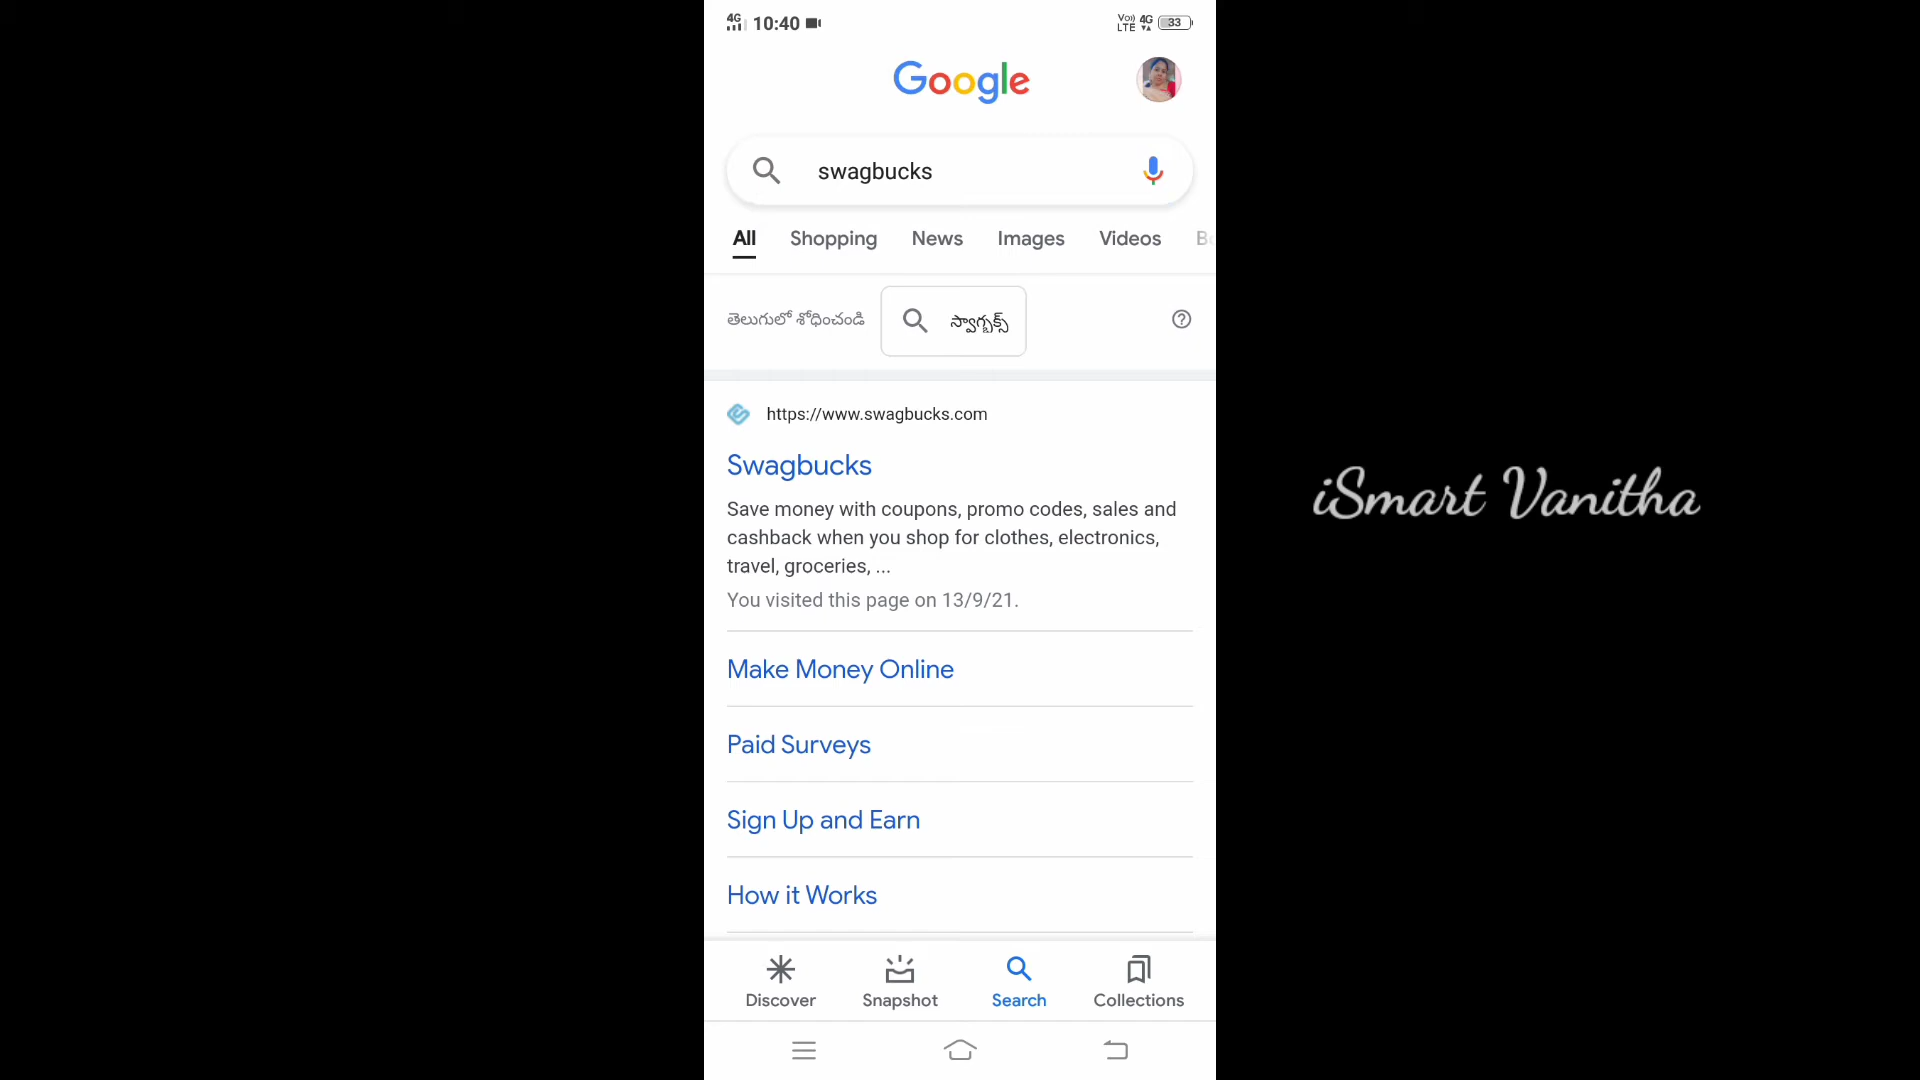 4G 10:40 Vo)) LTE 4G 33
Google
swagbucks
All Shopping News Images Videos
తెలుగులో శోధించండి స్వాగ్బక్స్
https://www.swagbucks.com
Swagbucks
Save money with coupons, promo codes, sales and
cashback when you shop for clothes, electronics,
travel, groceries, ...
You visited this page on 13/9/21.
Make Money Online
Paid Surveys
Sign Up and Earn
How it Works
Discover Snapshot Search Collections
iSmart Vanitha